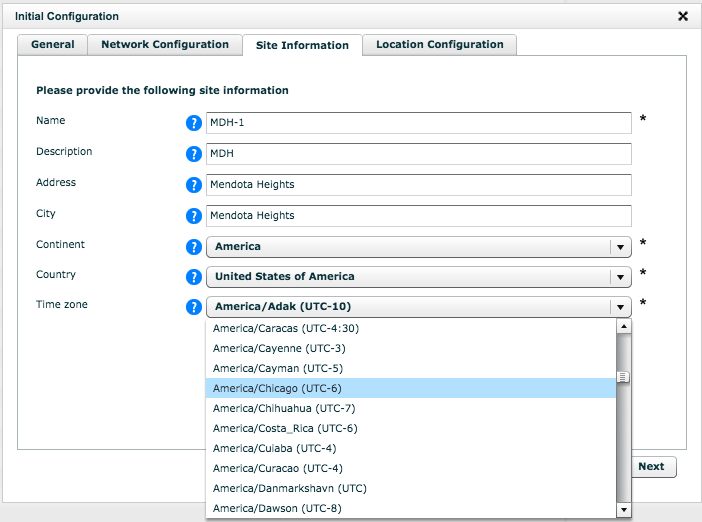 Initial Configuration
General Network Configuration Site Information Location Configuration
Please provide the following site information
Name ? MDH-1 *
Description ? MDH
Address ? Mendota Heights
City ? Mendota Heights
Continent ? America *
Country ? United States of America *
Time zone ? America/Adak (UTC-10) *
America/Caracas (UTC-4:30)
America/Cayenne (UTC-3)
America/Cayman (UTC-5)
America/Chicago (UTC-6)
America/Chihuahua (UTC-7)
America/Costa_Rica (UTC-6)
America/Cuiaba (UTC-4)
America/Curacao (UTC-4)
Next
America/Danmarkshavn (UTC)
America/Dawson (UTC-8)